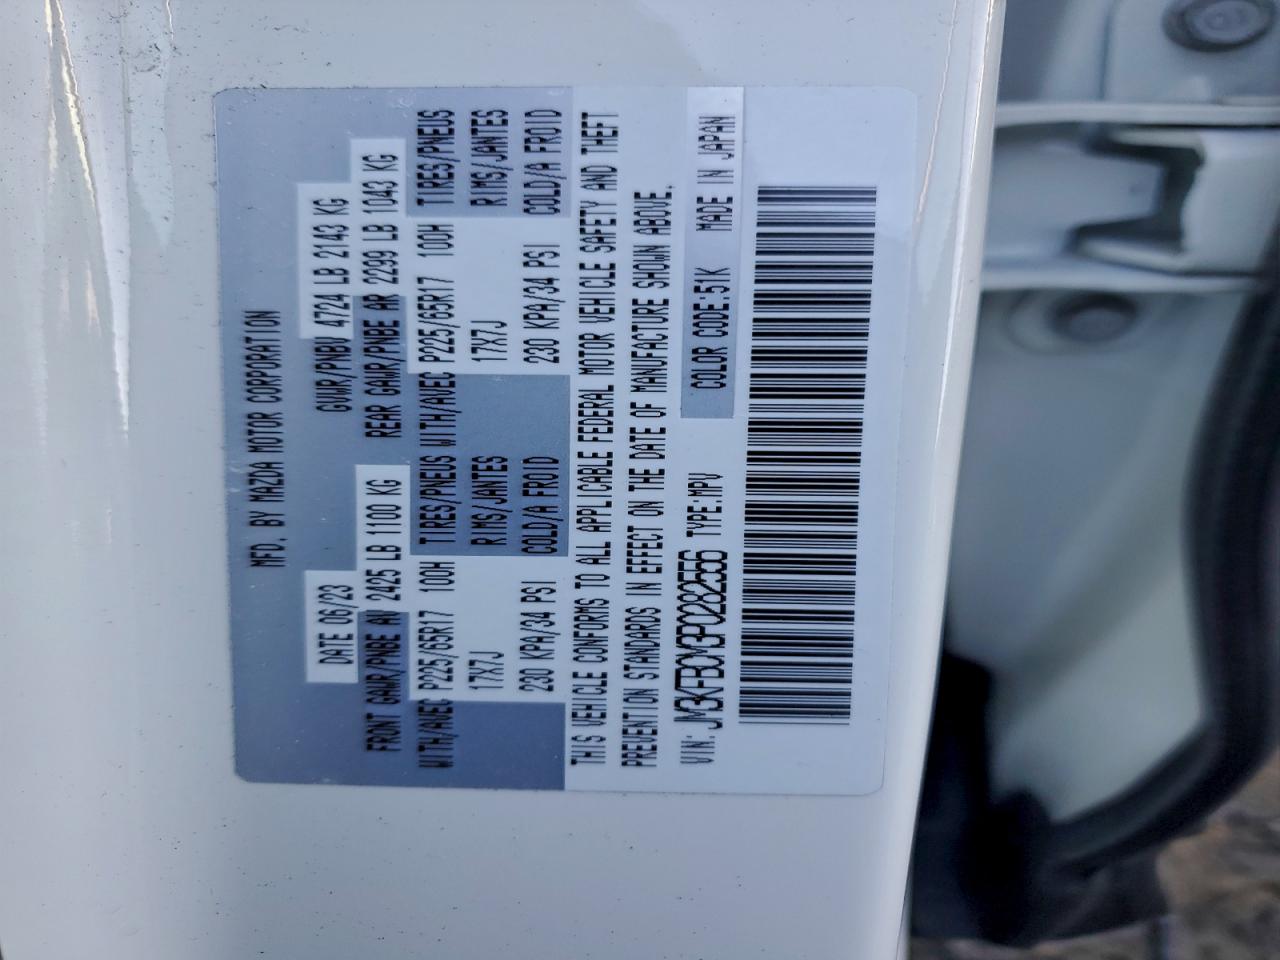 MFD. BY MAZDA MOTOR CORPORATION
DATE 06/23 GVWR/PNBV 4724 LB 2143 KG
FRONT GAWR/PNBE AV 2425 LB 1100 KG REAR GAWR/PNBE AR 2299 LB 1043 KG
WITH/AVEC P225/65R17 100H TIRES/PNEUS WITH/AVEC P225/65R17 100H TIRES/PNEUS
17X7J RIMS/JANTES 17X7J RIMS/JANTES
230 KPA/34 PSI COLD/A FROID 230 KPA/34 PSI COLD/A FROID
THIS VEHICLE CONFORMS TO ALL APPLICABLE FEDERAL MOTOR VEHICLE SAFETY AND THEFT
PREVENTION STANDARDS IN EFFECT ON THE DATE OF MANUFACTURE SHOWN ABOVE.
VIN: JM3KFBCM3P0282556 TYPE:MPV COLOR CODE:51K MADE IN JAPAN